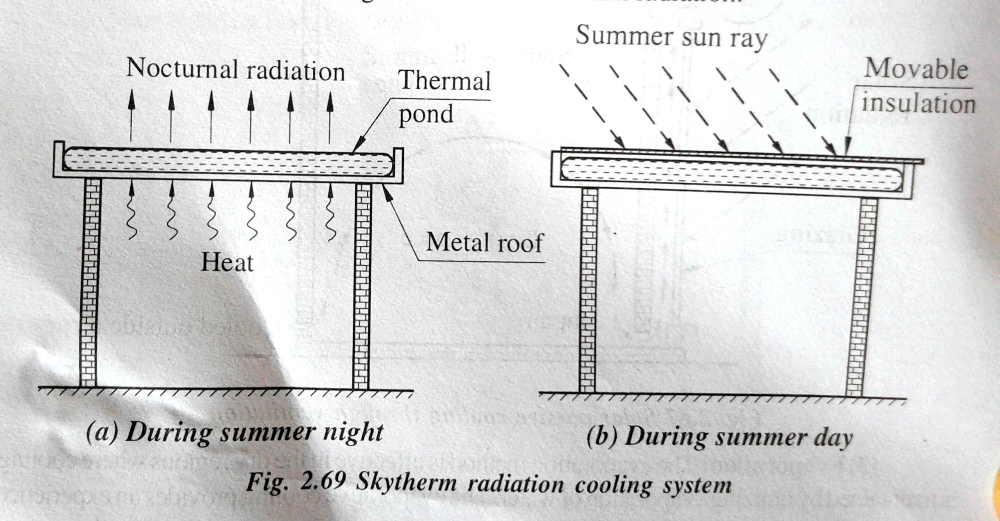 radiation.
Summer sun ray
Nocturnal radiation
Thermal
pond
Movable
insulation
Metal roof
Heat
(a) During summer night
(b) During summer day
Fig. 2.69 Skytherm radiation cooling system